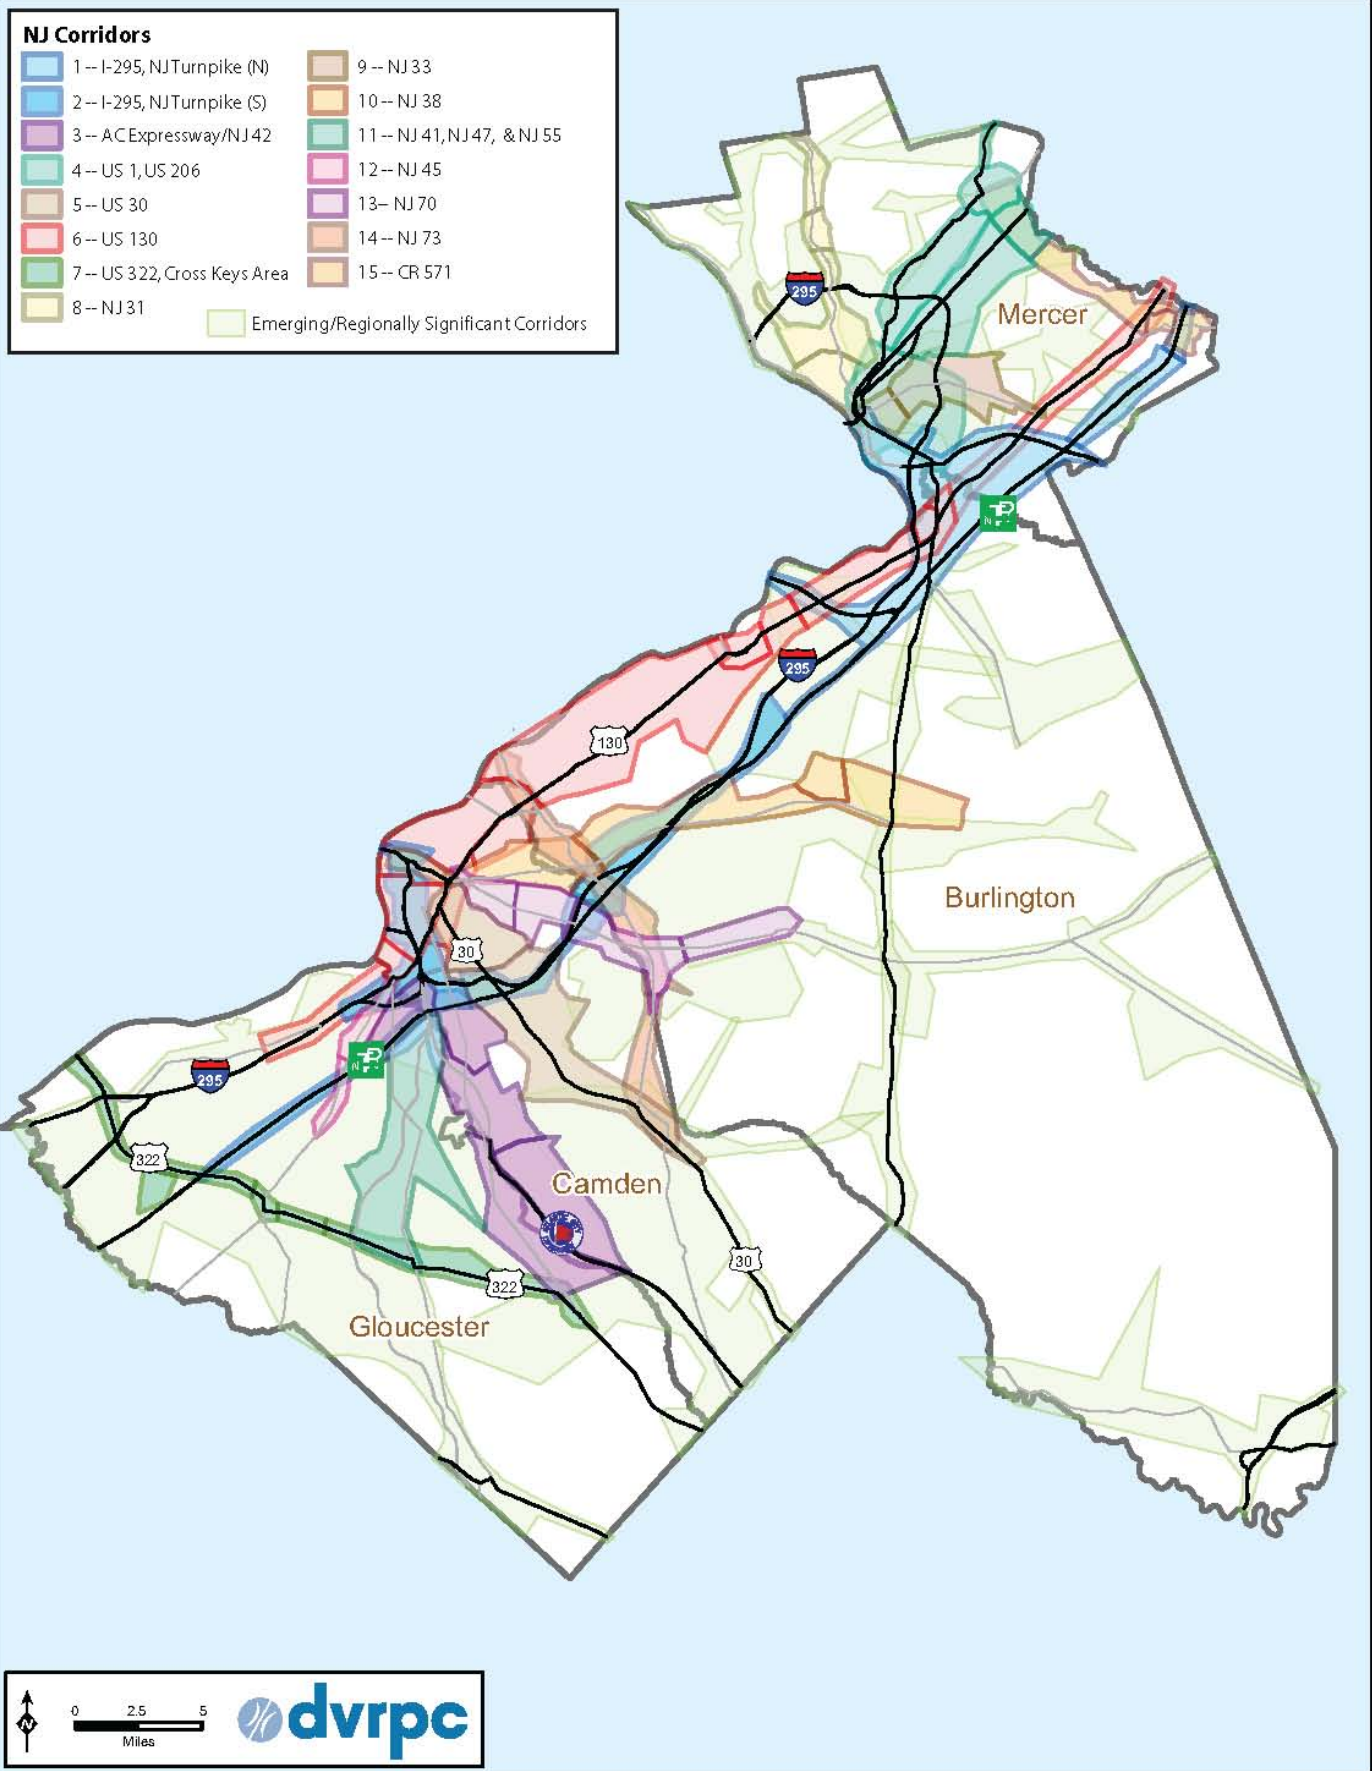 NJ Corridors
1 -- I-295, NJ Turnpike (N)
2 -- I-295, NJ Turnpike (S)
3 -- AC Expressway/NJ 42
4 -- US 1, US 206
5 -- US 30
6 -- US 130
7 -- US 322, Cross Keys Area
8 -- NJ 31
9 -- NJ 33
10 -- NJ 38
11 -- NJ 41, NJ 47, & NJ 55
12 -- NJ 45
13-- NJ 70
14 -- NJ 73
15 -- CR 571
Emerging/Regionally Significant Corridors
295
Mercer
295
130
Burlington
30
295
322
Camden
30
322
Gloucester
N
0 2.5 5
Miles
dvrpc